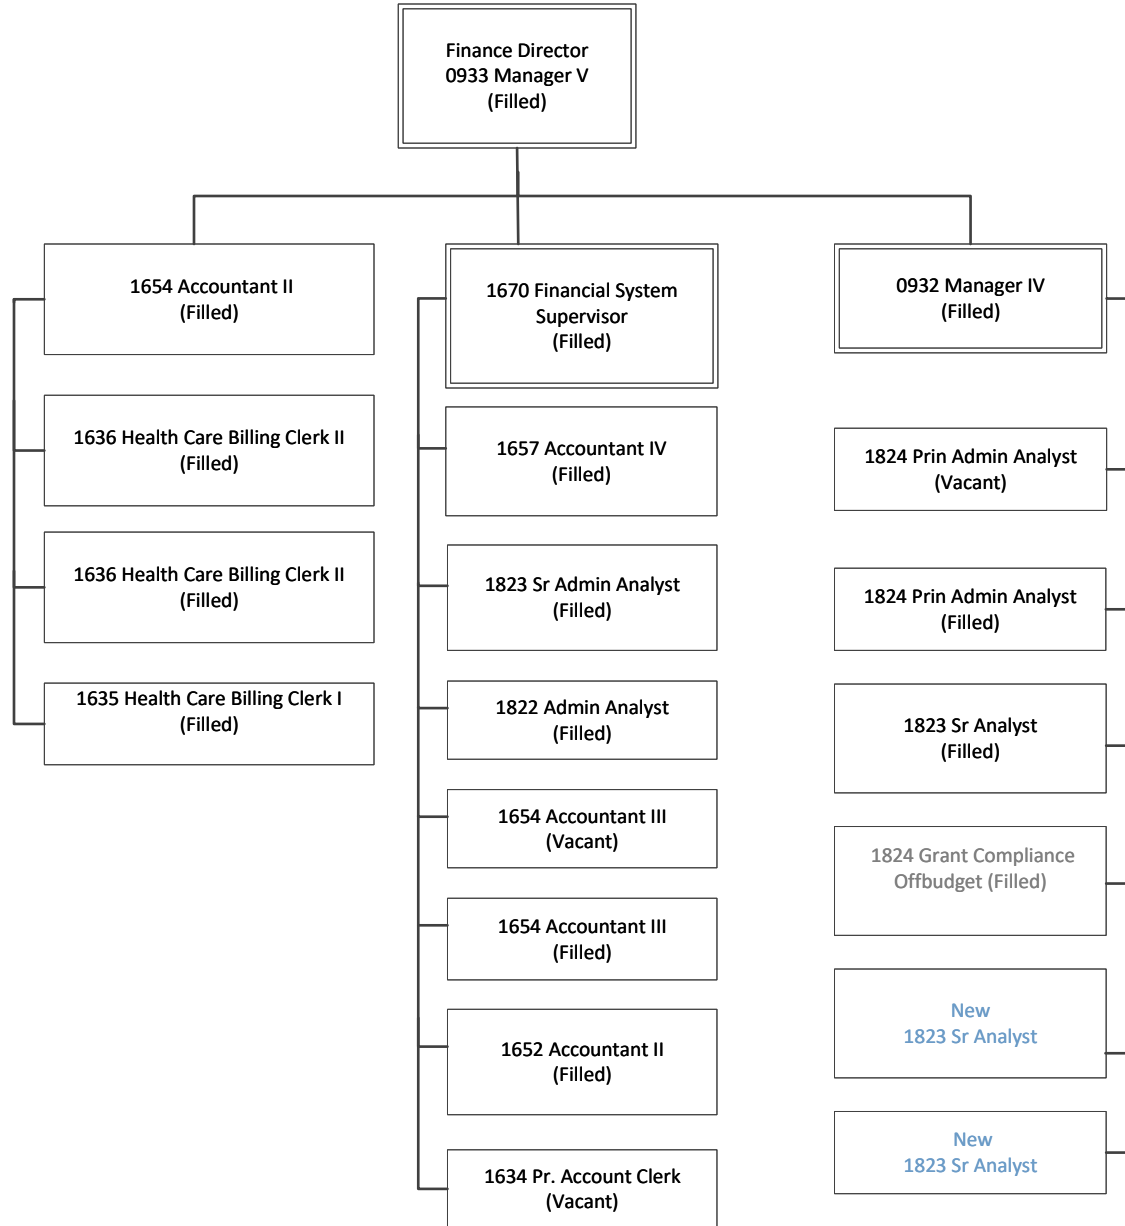 Finance Director
0933 Manager V
(Filled)
1654 Accountant II
(Filled)
1636 Health Care Billing Clerk II
(Filled)
1636 Health Care Billing Clerk II
(Filled)
1635 Health Care Billing Clerk I
(Filled)
1670 Financial System
Supervisor
(Filled)
1657 Accountant IV
(Filled)
1823 Sr Admin Analyst
(Filled)
1822 Admin Analyst
(Filled)
1654 Accountant III
(Vacant)
1654 Accountant III
(Filled)
1652 Accountant II
(Filled)
1634 Pr. Account Clerk
(Vacant)
0932 Manager IV
(Filled)
1824 Prin Admin Analyst
(Vacant)
1824 Prin Admin Analyst
(Filled)
1823 Sr Analyst
(Filled)
1824 Grant Compliance
Offbudget (Filled)
New
1823 Sr Analyst
New
1823 Sr Analyst